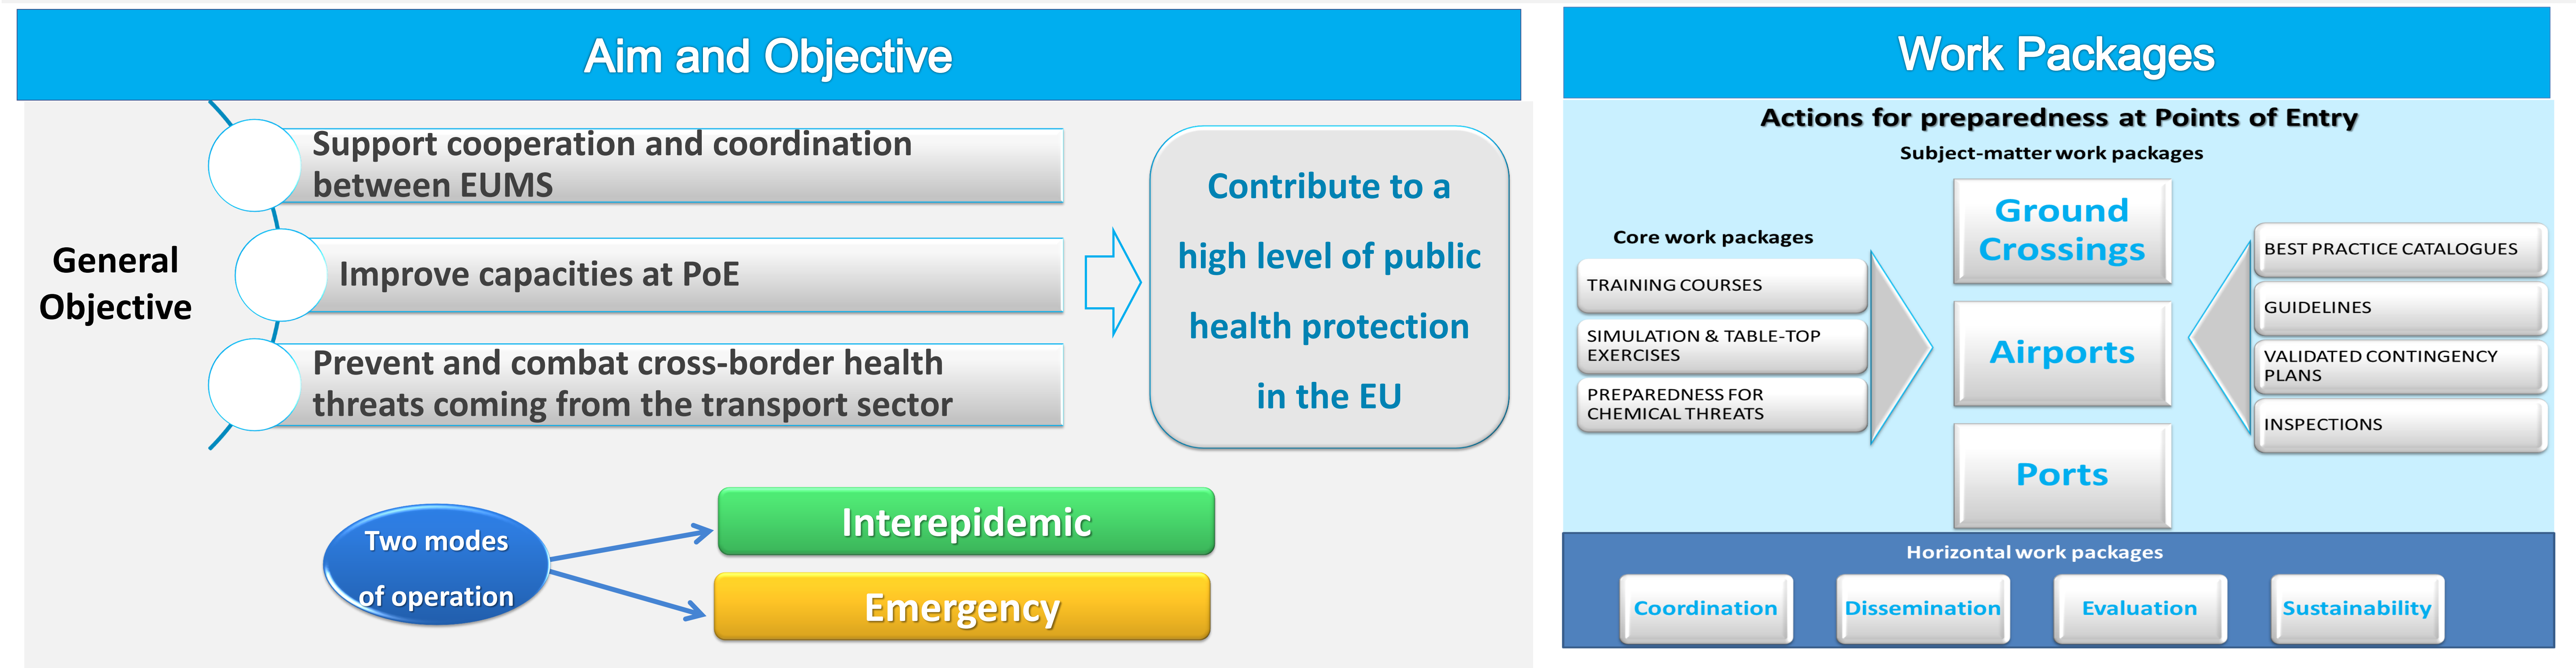 Aim and Objective
General
Objective
Support cooperation and coordination
between EUMS
Improve capacities at PoE
Prevent and combat cross-border health
threats coming from the transport sector
Contribute to a
high level of public
health protection
in the EU
Two modes
of operation
Interepidemic
Emergency
Work Packages
Actions for preparedness at Points of Entry
Subject-matter work packages
Core work packages
TRAINING COURSES
SIMULATION & TABLE-TOP
EXERCISES
PREPAREDNESS FOR
CHEMICAL THREATS
Ground
Crossings
Airports
Ports
BEST PRACTICE CATALOGUES
GUIDELINES
VALIDATED CONTINGENCY
PLANS
INSPECTIONS
Horizontal work packages
Coordination
Dissemination
Evaluation
Sustainability